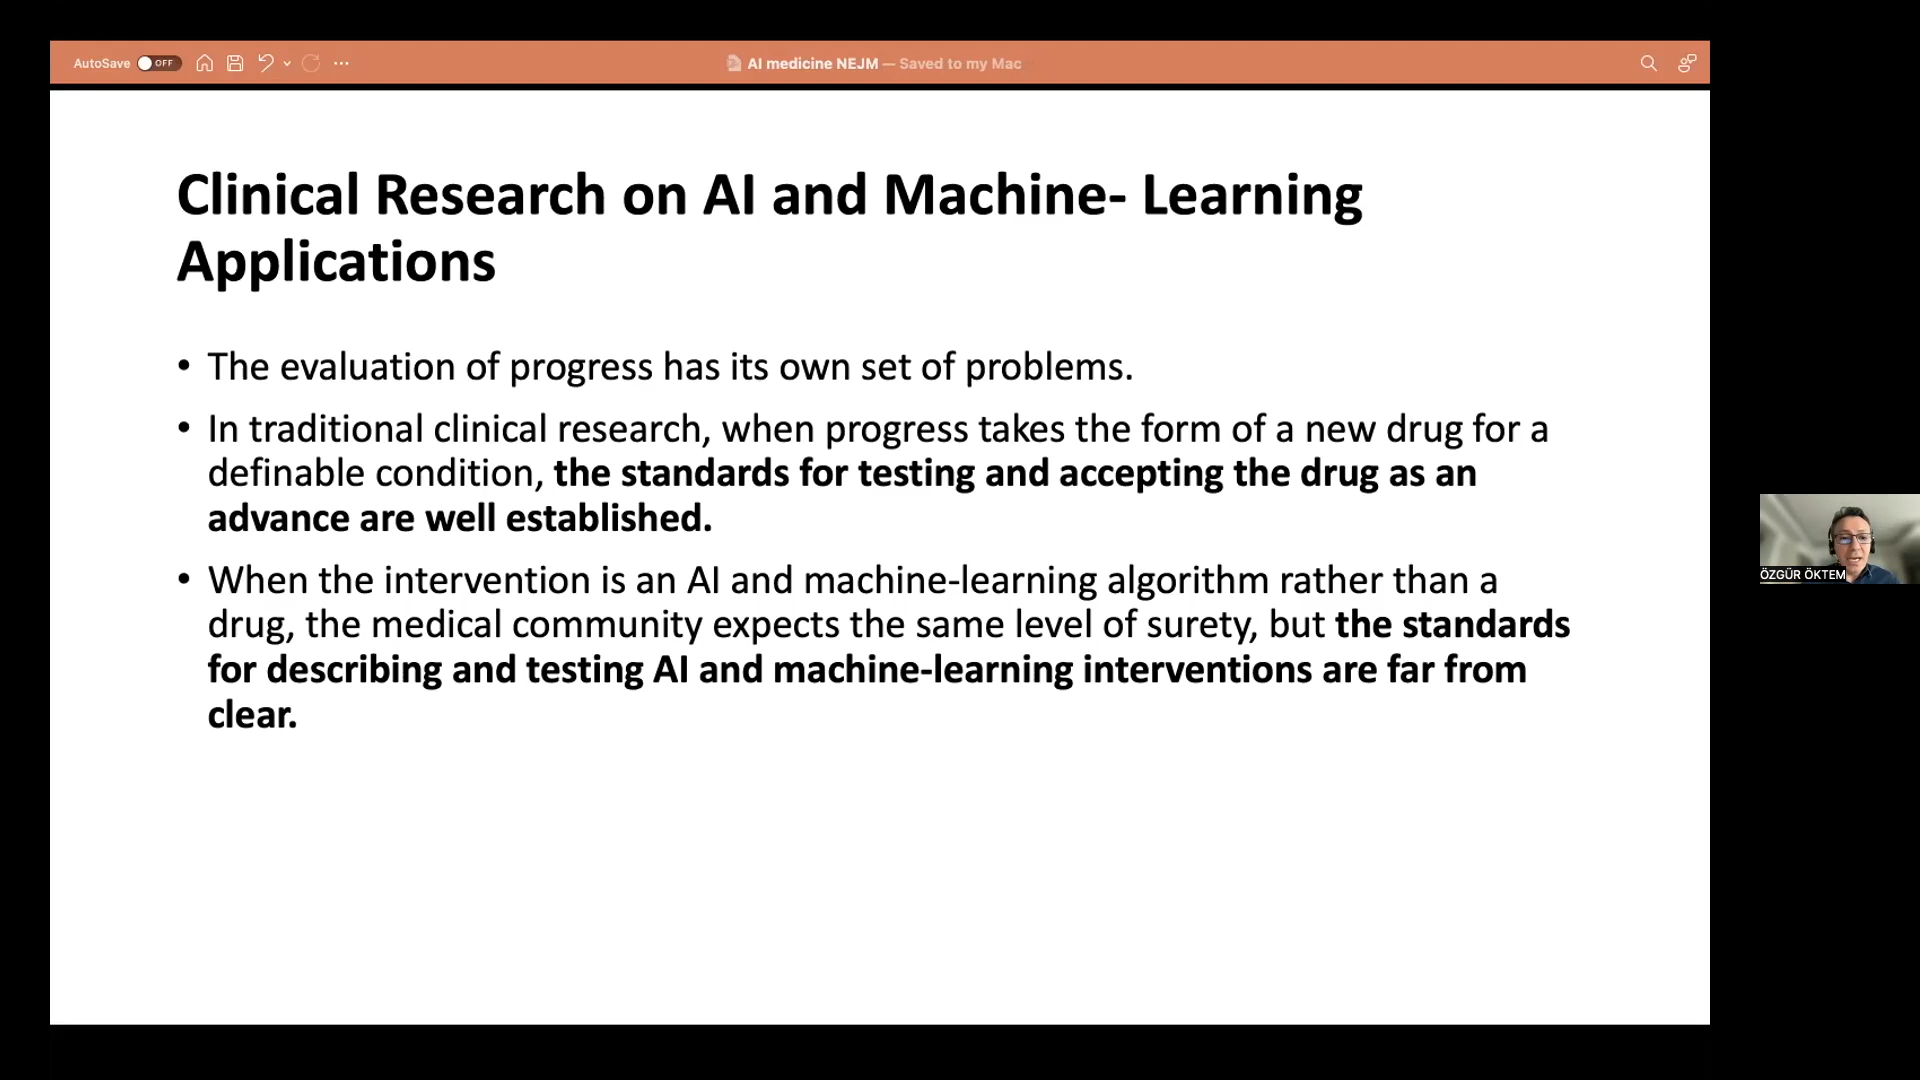 AutoSave OFF
AI medicine NEJM — Saved to my Mac
Clinical Research on AI and Machine- Learning
Applications
• The evaluation of progress has its own set of problems.
• In traditional clinical research, when progress takes the form of a new drug for a
definable condition, the standards for testing and accepting the drug as an
advance are well established.
• When the intervention is an AI and machine-learning algorithm rather than a
drug, the medical community expects the same level of surety, but the standards
for describing and testing AI and machine-learning interventions are far from
clear.
ÖZGÜR ÖKTEM